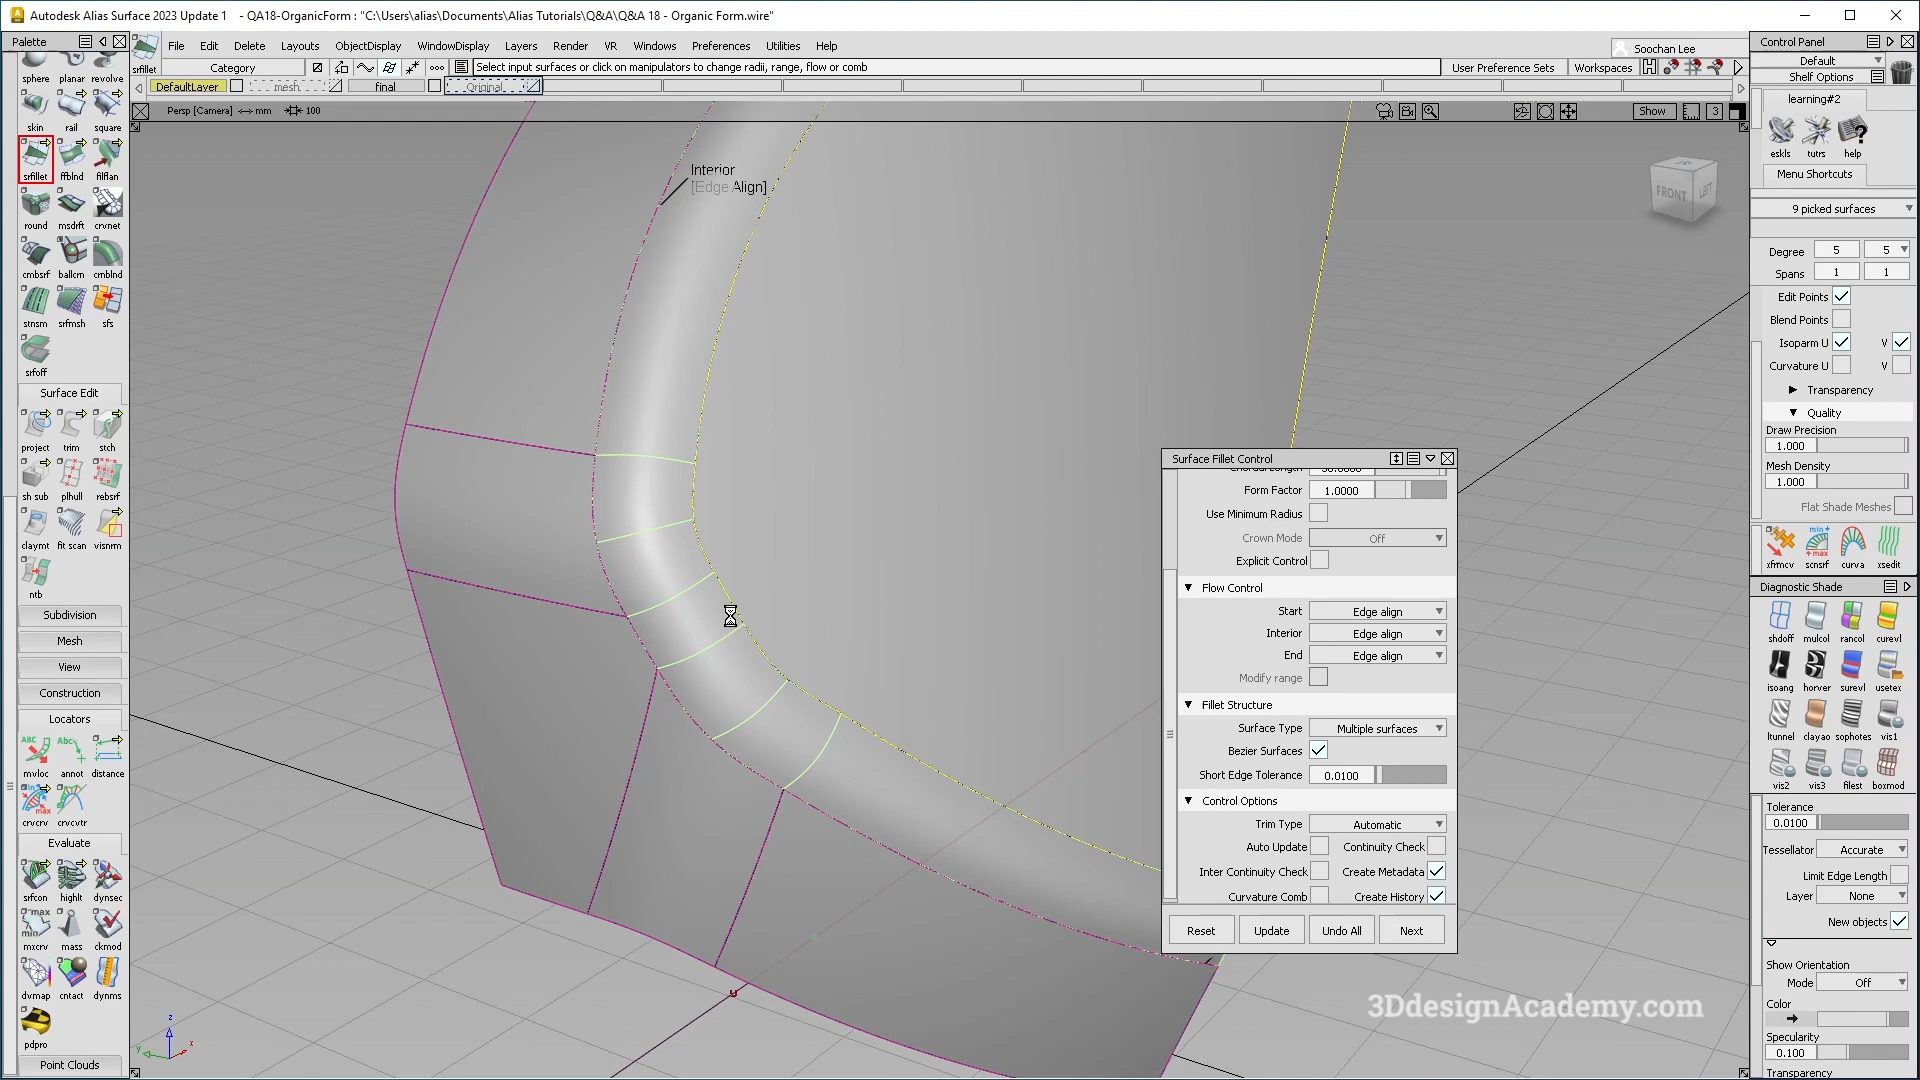 Autodesk Alias Surface 2023 Update 1 - QA18-OrganicForm : "C:\Users\alias\Documents\Alias Tutorials\Q&A\Q&A 18 - Organic Form.wire"
Palette
File Edit Delete Layouts ObjectDisplay WindowDisplay Layers Render VR Windows Preferences Utilities Help
Soochan Lee
srfillet
Category
Select input surfaces or click on manipulators to change radii, range, flow or comb
User Preference Sets
Workspaces
DefaultLayer
mesh
final
Original
Persp [Camera] <-> mm
100
Show
3
sphere planar revolve
skin rail square
srfillet ffblnd filflan
round msdrft crvnet
cmbsrf ballcrn crnblnd
stnsm srfmsh sfs
srfoff
Surface Edit
project trim stch
sh sub plhull rebsrf
claymt fit scan visnrm
ntb
Subdivision
Mesh
View
Construction
Locators
mvloc annot distance
crvcrv crvcvtr
Evaluate
srfcon highlt dynsec
mxcrv mass ckmod
dvmap cntact dynms
pdpro
Point Clouds
Interior
[Edge Align]
FRONT
LEFT
U
z
y
x
3DdesignAcademy.com
Surface Fillet Control
Form Factor 1.0000
Use Minimum Radius
Crown Mode Off
Explicit Control
Flow Control
Start Edge align
Interior Edge align
End Edge align
Modify range
Fillet Structure
Surface Type Multiple surfaces
Bezier Surfaces
Short Edge Tolerance 0.0100
Control Options
Trim Type Automatic
Auto Update Continuity Check
Inter Continuity Check Create Metadata
Curvature Comb Create History
Reset Update Undo All Next
Control Panel
Default
Shelf Options
learning#2
eskls tutrs help
Menu Shortcuts
9 picked surfaces
Degree 5 5
Spans 1 1
Edit Points
Blend Points
Isoparm U V
Curvature U V
Transparency
Quality
Draw Precision
1.000
Mesh Density
1.000
Flat Shade Meshes
xfrmcv scnsrf curva xsedit
Diagnostic Shade
shdoff mulcol rancol curevl
isoang horver surevl usetex
ltunnel clayao sophotes vis1
vis2 vis3 filest boxmod
Tolerance
0.0100
Tessellator Accurate
Limit Edge Length
Layer None
New objects
Show Orientation
Mode Off
Color
Specularity
0.100
Transparency